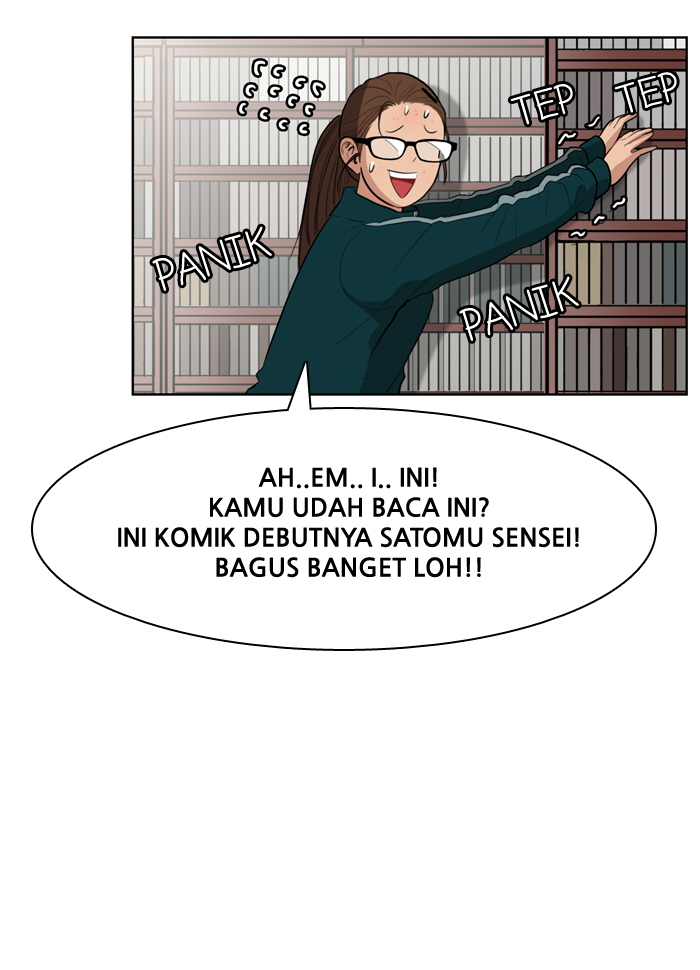 TEP
TEP
PANIK
PANIK
AH..EM.. I.. INI!
KAMU UDAH BACA INI?
INI KOMIK DEBUTNYA SATOMU SENSEI!
BAGUS BANGET LOH!!